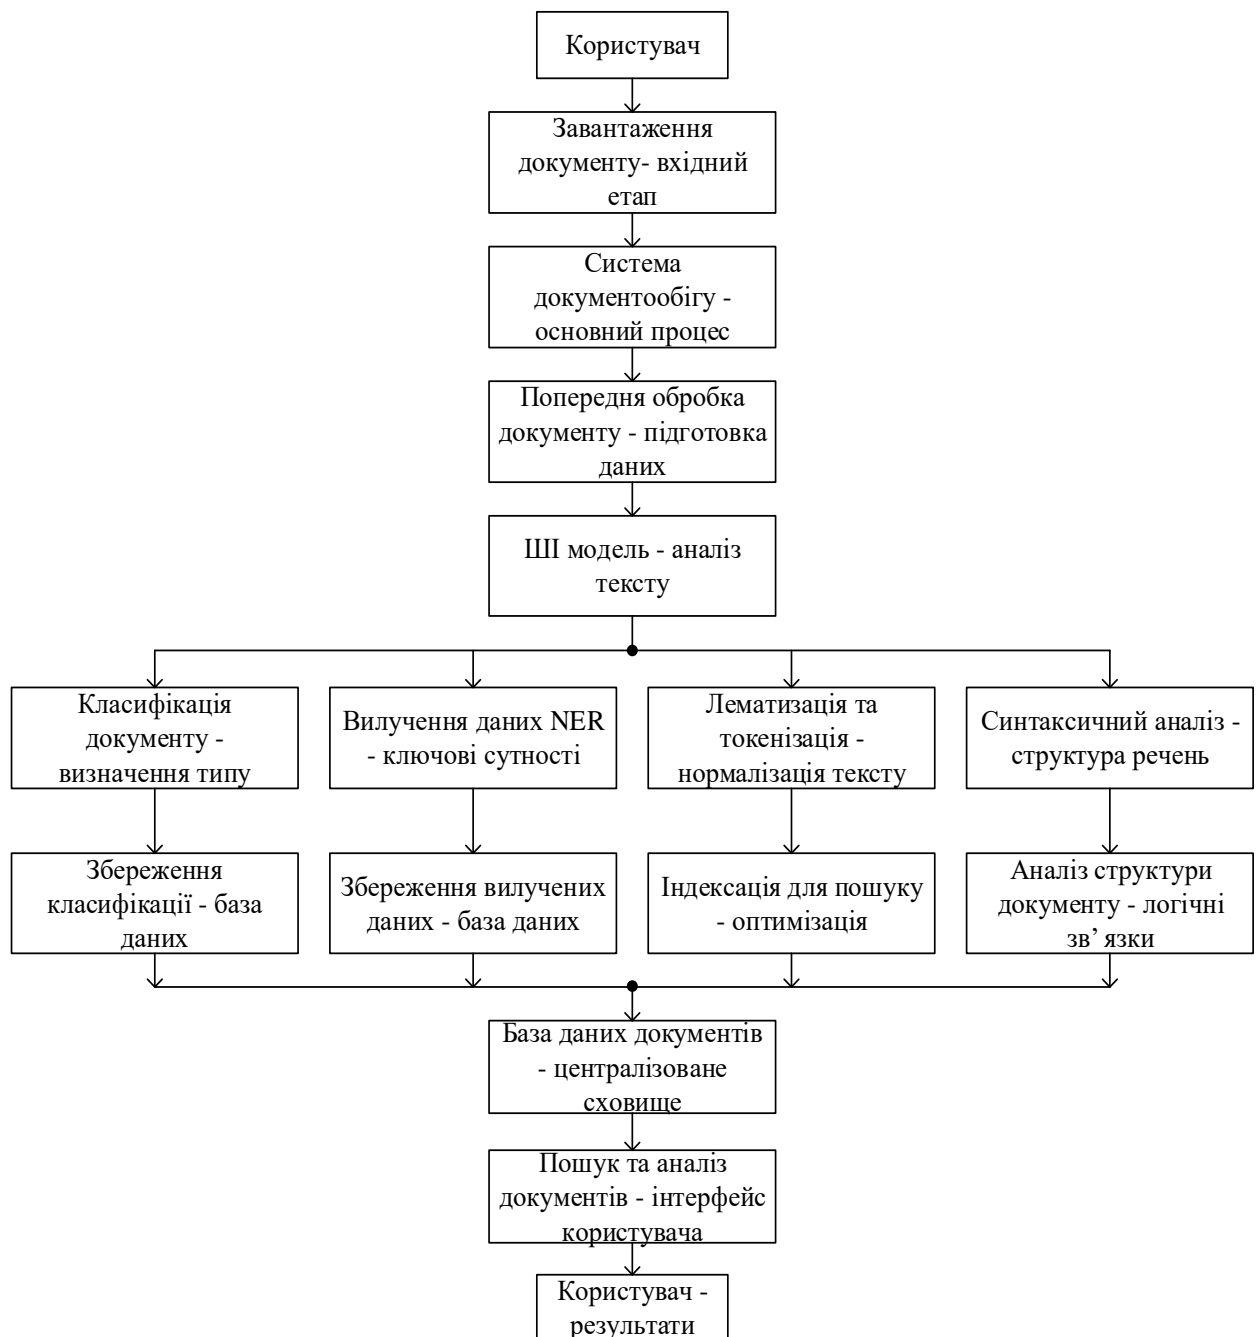 Користувач
Завантаження
документу- вхідний
етап
Система
документообігу -
основний процес
Попередня обробка
документу - підготовка
даних
ШІ модель - аналіз
тексту
Класифікація
документу -
визначення типу
Вилучення даних NER
- ключові сутності
Лематизація та
токенізація -
нормалізація тексту
Синтаксичний аналіз -
структура речень
Збереження
класифікації - база
даних
Збереження вилучених
даних - база даних
Індексація для пошуку
- оптимізація
Аналіз структури
документу - логічні
зв’ язки
База даних документів
- централізоване
сховище
Пошук та аналіз
документів - інтерфейс
користувача
Користувач -
результати